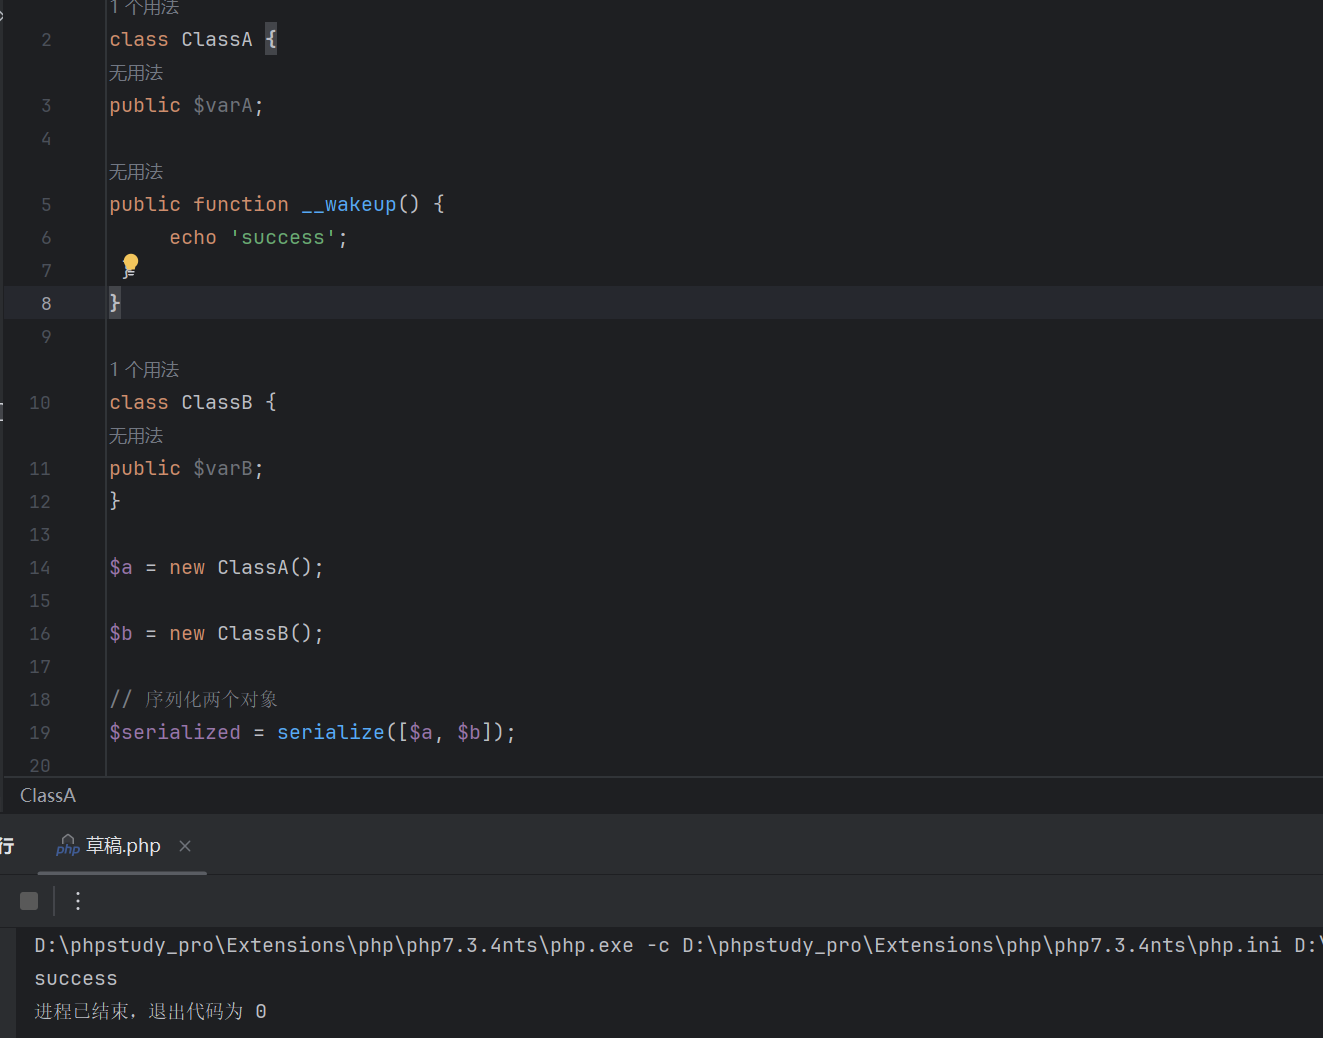 1 个用法
2 class ClassA {
无用法
3 public $varA;
4
无用法
5 public function __wakeup() {
6 echo 'success';
7 }
8 }
9
1 个用法
10 class ClassB {
无用法
11 public $varB;
12 }
13
14 $a = new ClassA();
15
16 $b = new ClassB();
17
18 // 序列化两个对象
19 $serialized = serialize([$a, $b]);
20
ClassA
行 php 草稿.php
D:\phpstudy_pro\Extensions\php\php7.3.4nts\php.exe -c D:\phpstudy_pro\Extensions\php\php7.3.4nts\php.ini D:\
success
进程已结束，退出代码为 0